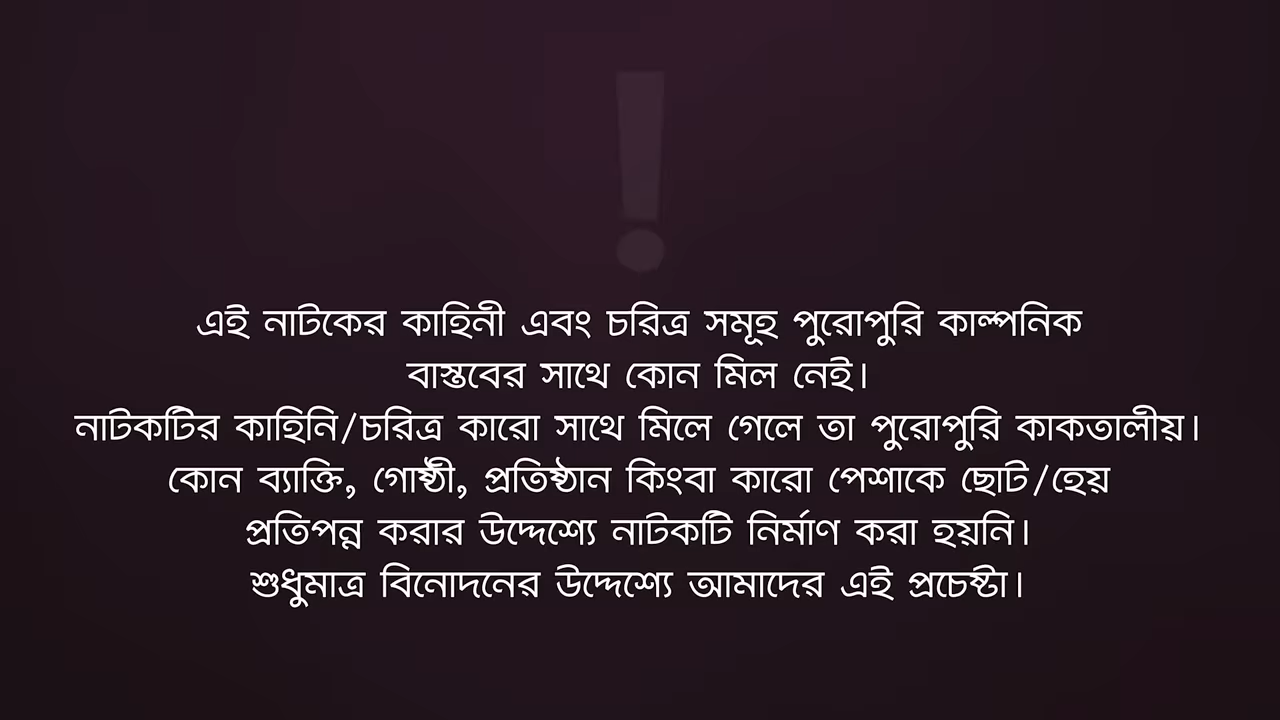 এই নাটকের কাহিনী এবং চরিত্র সমূহ পুরোপুরি কাল্পনিক
বাস্তবের সাথে কোন মিল নেই।
নাটকটির কাহিনি/চরিত্র কারো সাথে মিলে গেলে তা পুরোপুরি কাকতালীয়।
কোন ব্যাক্তি, গোষ্ঠী, প্রতিষ্ঠান কিংবা কারো পেশাকে ছোট/হেয়
প্রতিপন্ন করার উদ্দেশ্যে নাটকটি নির্মাণ করা হয়নি।
শুধুমাত্র বিনোদনের উদ্দেশ্যে আমাদের এই প্রচেষ্টা।